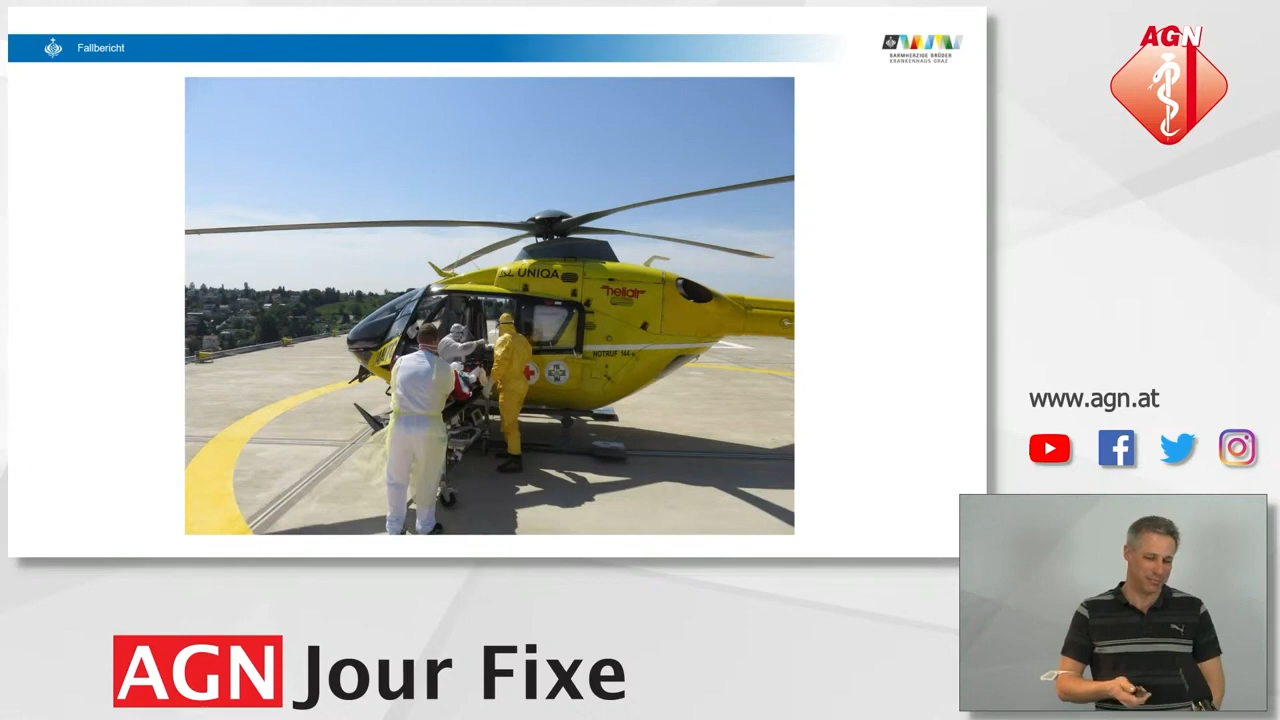 Fallbericht
BARMHERZIGE BRÜDER
KRANKENHAUS GRAZ
AGN
UNIQA
heliair
NOTRUF 144
www.agn.at
AGN Jour Fixe